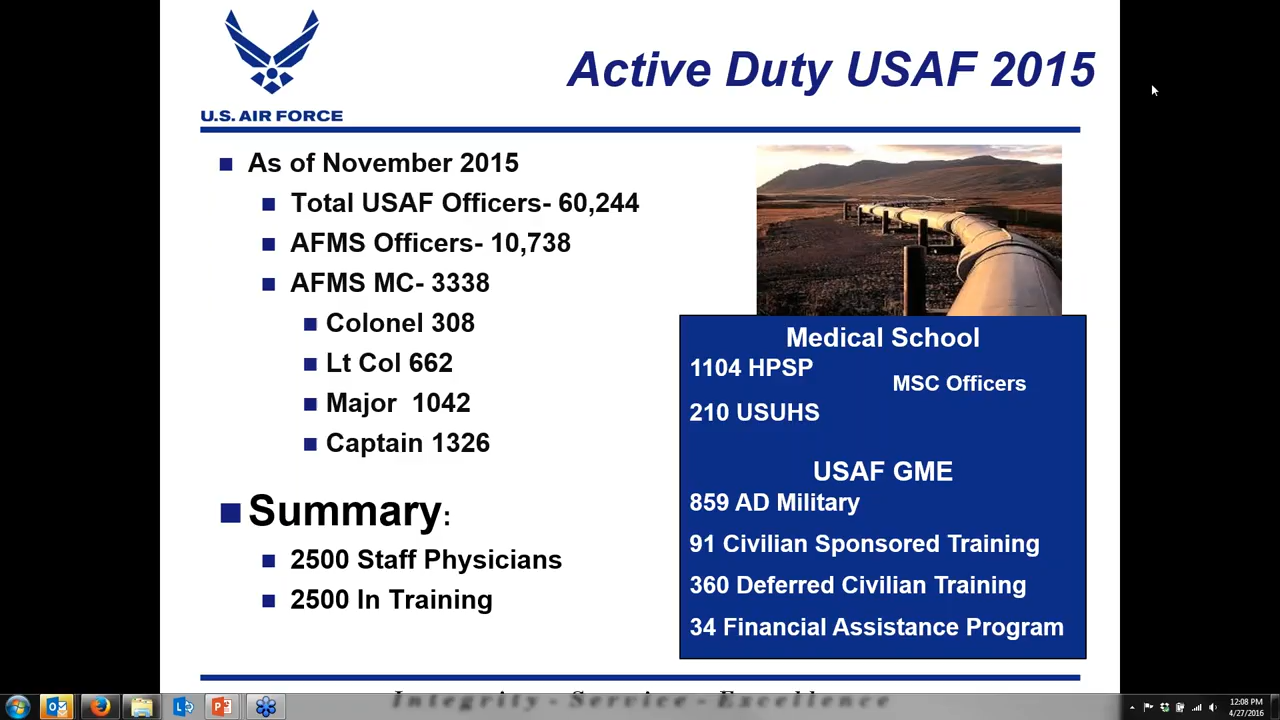 U.S. AIR FORCE
Active Duty USAF 2015
As of November 2015
Total USAF Officers- 60,244
AFMS Officers- 10,738
AFMS MC- 3338
Colonel 308
Lt Col 662
Major 1042
Captain 1326
Summary:
2500 Staff Physicians
2500 In Training
Medical School
1104 HPSP
MSC Officers
210 USUHS
USAF GME
859 AD Military
91 Civilian Sponsored Training
360 Deferred Civilian Training
34 Financial Assistance Program
Integrity - Service - Excellence
12:08 PM
4/27/2016